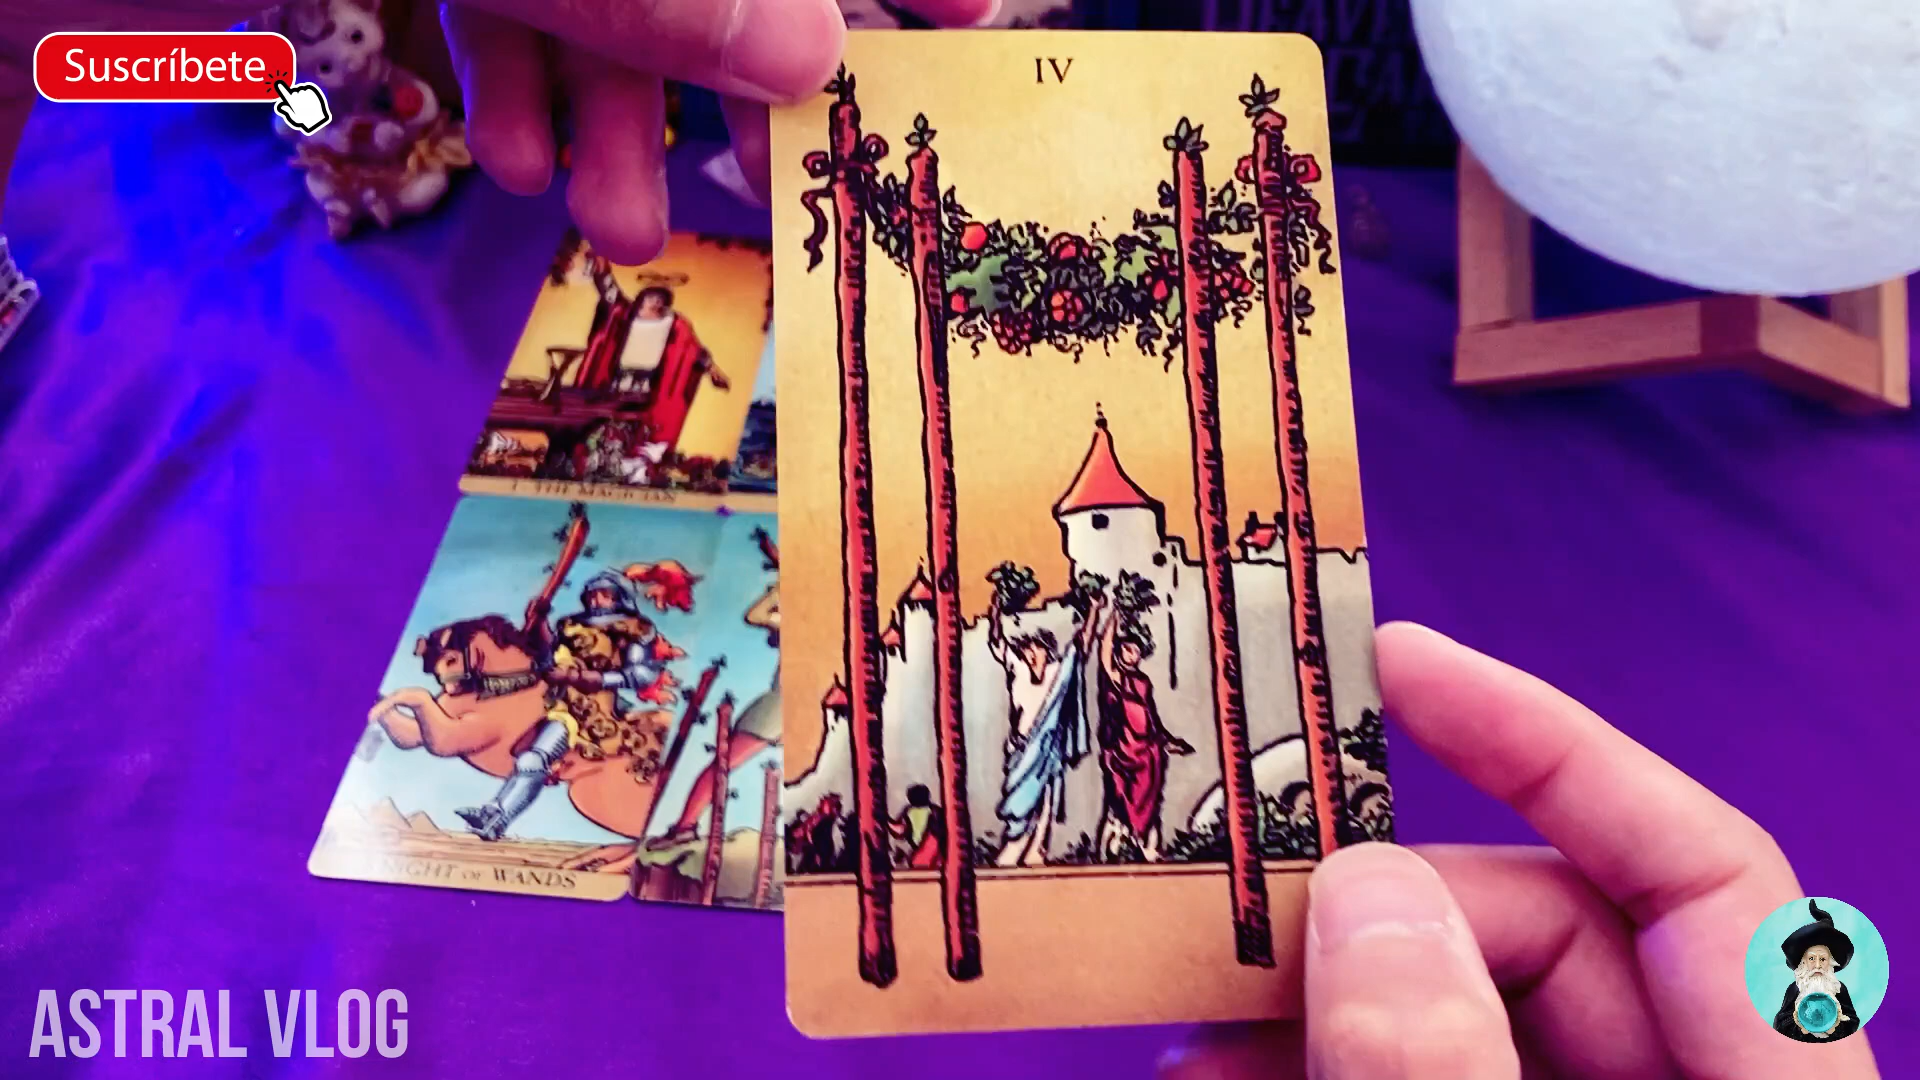 Suscríbete
IV
I. THE MAGICIAN
KNIGHT OF WANDS
ASTRAL VLOG